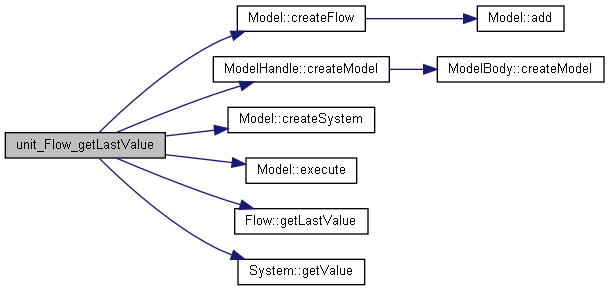 Model::createFlow
Model::add
ModelHandle::createModel
ModelBody::createModel
Model::createSystem
unit_Flow_getLastValue
Model::execute
Flow::getLastValue
System::getValue